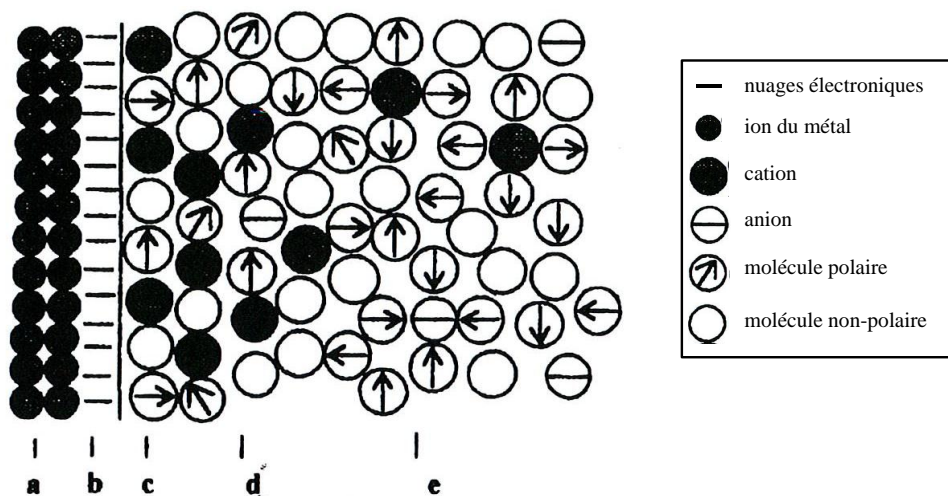 nuages électroniques
ion du métal
cation
anion
molécule polaire
molécule non-polaire
a b c d e